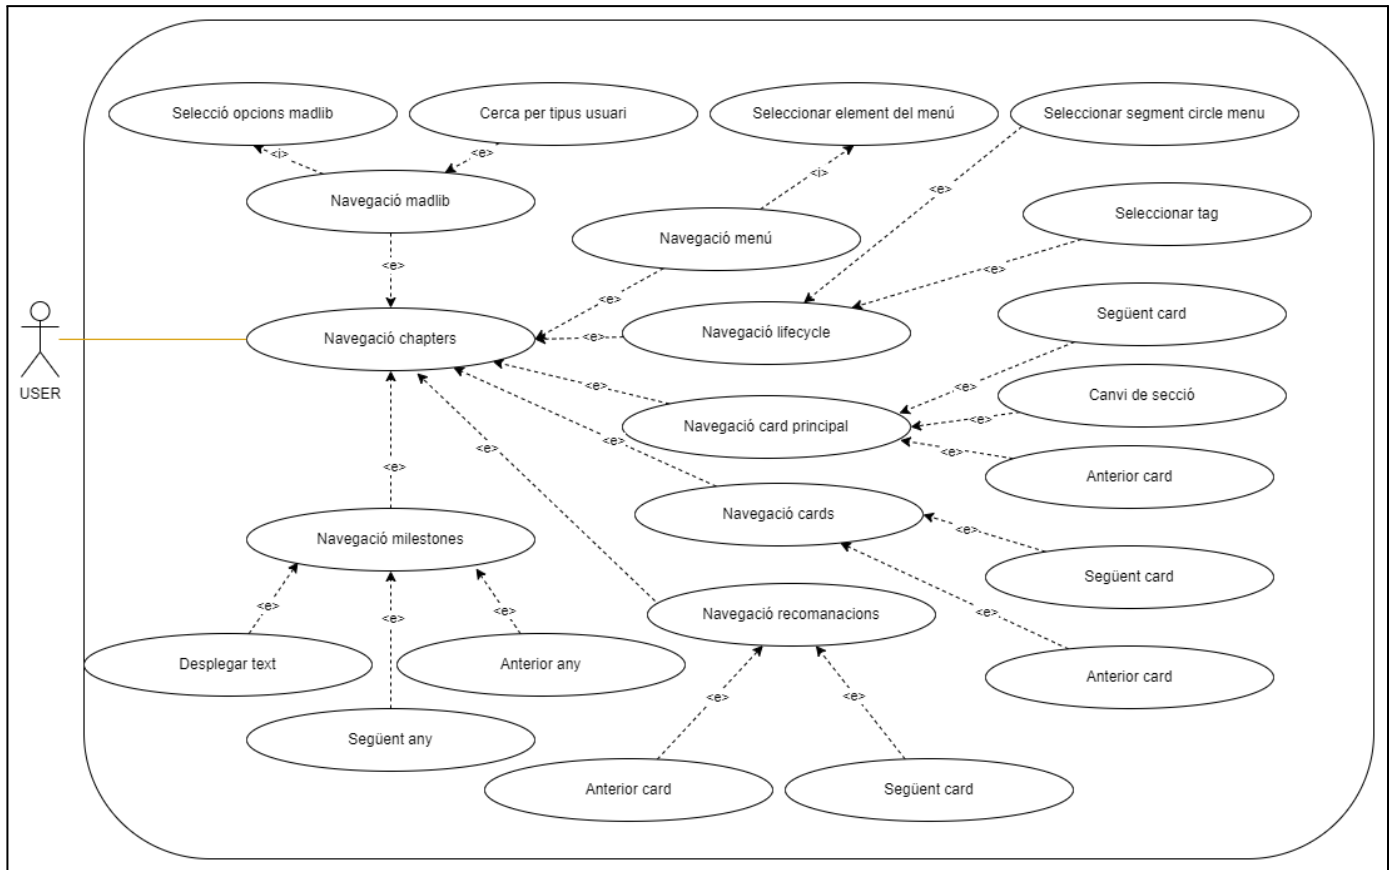 Selecció opcions madlib
Cerca per tipus usuari
Seleccionar element del menú
Seleccionar segment circle menu
<i>
<e>
<i>
<e>
Navegació madlib
Seleccionar tag
Navegació menú
<e>
<e>
<e>
Següent card
Navegació chapters
<e>
Navegació lifecycle
USER
<e>
<e>
Canvi de secció
Navegació card principal
<e>
<e>
<e>
<e>
<e>
Anterior card
<e>
Navegació cards
<e>
Navegació milestones
Següent card
<e>
<e>
<e>
Navegació recomanacions
<e>
Desplegar text
Anterior any
Anterior card
<e>
<e>
Següent any
Anterior card
Següent card